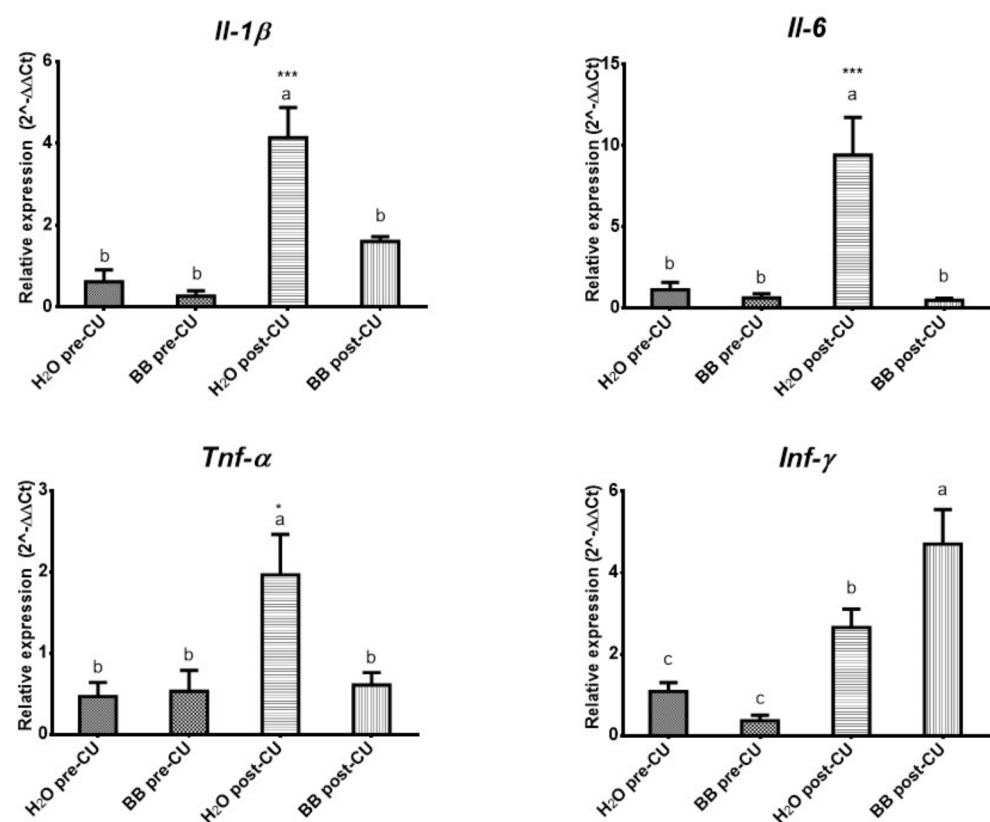 Il-1β
Relative expression (2^-ΔΔCt)
6
4
2
0
***
a
b
b
b
H₂O pre-CU
BB pre-CU
H₂O post-CU
BB post-CU
Il-6
Relative expression (2^-ΔΔCt)
15
10
5
0
***
a
b
b
b
H₂O pre-CU
BB pre-CU
H₂O post-CU
BB post-CU
Tnf-α
Relative expression (2^-ΔΔCt)
3
2
1
0
*
a
b
b
b
H₂O pre-CU
BB pre-CU
H₂O post-CU
BB post-CU
Inf-γ
Relative expression (2^-ΔΔCt)
6
4
2
0
a
b
c
c
H₂O pre-CU
BB pre-CU
H₂O post-CU
BB post-CU